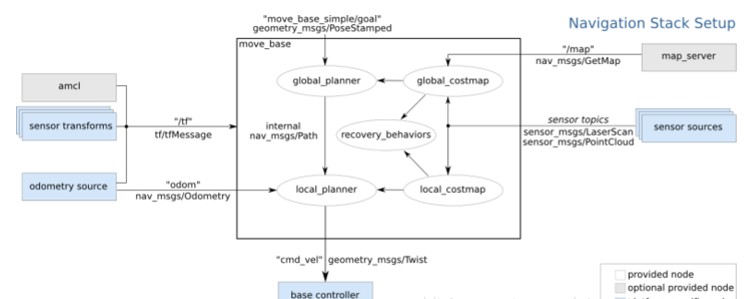 Navigation Stack Setup
"move_base_simple/goal"
geometry_msgs/PoseStamped
move_base
"/map"
nav_msgs/GetMap
map_server
amcl
global_planner
global_costmap
sensor transforms
"/tf"
tf/tfMessage
internal
nav_msgs/Path
recovery_behaviors
sensor topics
sensor_msgs/LaserScan
sensor_msgs/PointCloud
sensor sources
odometry source
"odom"
nav_msgs/Odometry
local_planner
local_costmap
"cmd_vel" geometry_msgs/Twist
base controller
provided node
optional provided node